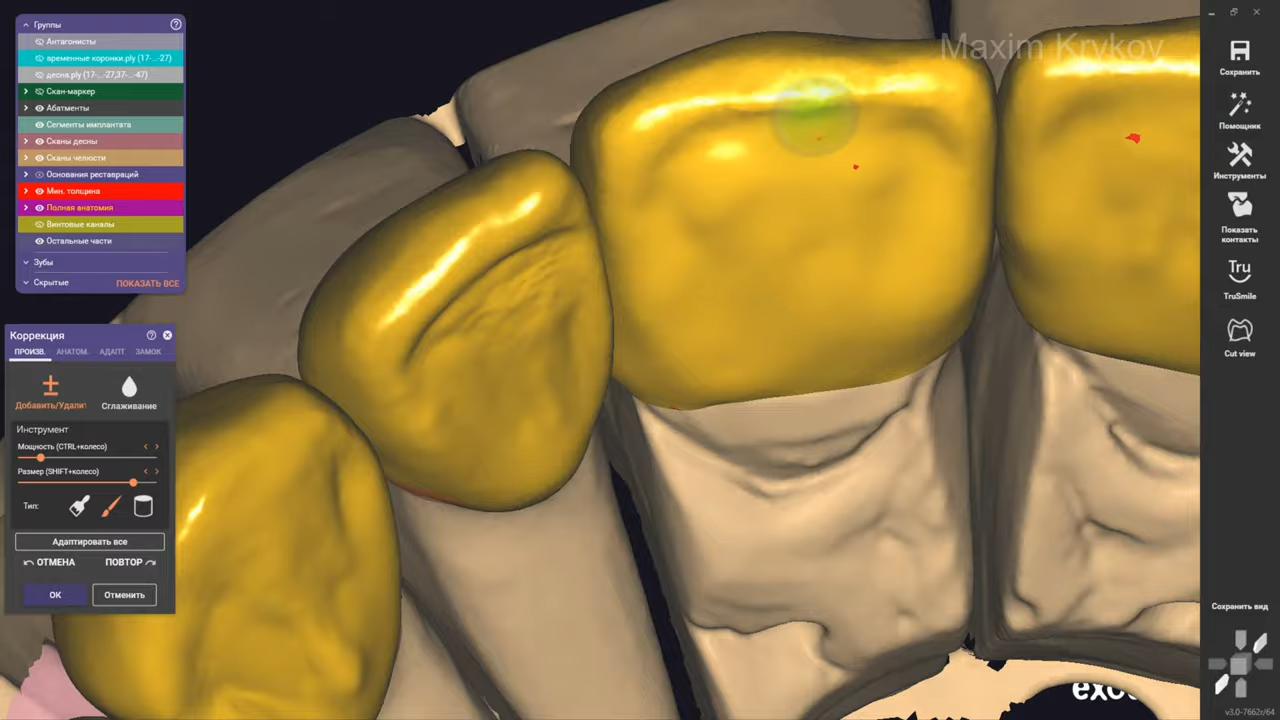 Группы
Антагонисты
временные коронки.ply (17-...-27)
десна.ply (17-...-27,37-...-47)
Скан-маркер
Абатменты
Сегменты имплантата
Сканы десны
Сканы челюсти
Основания реставраций
Мин. толщина
Полная анатомия
Винтовые каналы
Остальные части
Зубы
Скрытые
ПОКАЗАТЬ ВСЕ
Коррекция
ПРОИЗВ. АНАТОМ. АДАПТ ЗАМОК
Добавить/Удалит
Сглаживание
Инструмент
Мощность (CTRL+колесо)
Размер (SHIFT+колесо)
Тип:
Адаптировать все
ОТМЕНА ПОВТОР
ОК Отменить
Maxim Krykov
Сохранить
Помощник
Инструменты
Показать
контакты
Tru
TruSmile
Cut view
Сохранить вид
v3.0-7662r/64